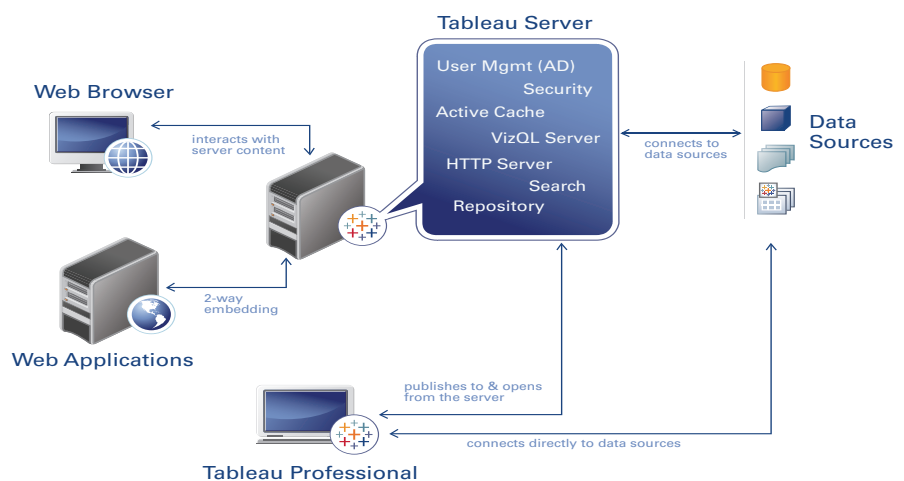 Tableau Server
User Mgmt (AD)
Security
Active Cache
VizQL Server
HTTP Server
Search
Repository
Web Browser
interacts with
server content
connects to
data sources
Data
Sources
2-way
embedding
Web Applications
publishes to & opens
from the server
connects directly to data sources
Tableau Professional